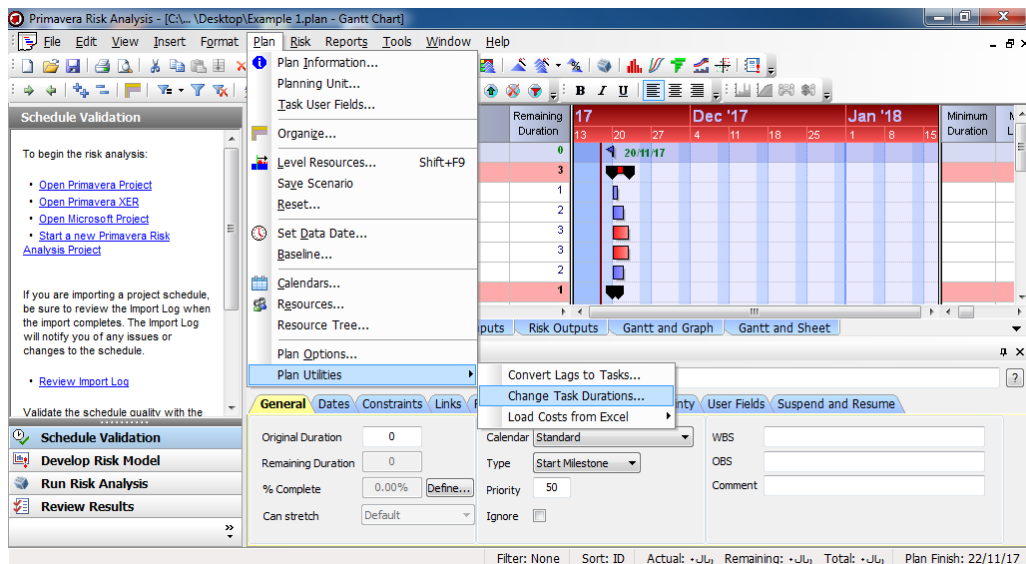 Primavera Risk Analysis - [C:\... \Desktop\Example 1.plan - Gantt Chart]
File Edit View Insert Format Plan Risk Reports Tools Window Help
Schedule Validation
To begin the risk analysis:
• Open Primavera Project
• Open Primavera XER
• Open Microsoft Project
• Start a new Primavera Risk
Analysis Project
If you are importing a project schedule,
be sure to review the Import Log when
the import completes. The Import Log
will notify you of any issues or
changes to the schedule.
• Review Import Log
Validate the schedule quality with the
Schedule Validation
Develop Risk Model
Run Risk Analysis
Review Results
Plan Information...
Planning Unit...
Task User Fields...
Organize...
Level Resources... Shift+F9
Save Scenario
Reset...
Set Data Date...
Baseline...
Calendars...
Resources...
Resource Tree...
Plan Options...
Plan Utilities
Convert Lags to Tasks...
Change Task Durations...
Load Costs from Excel
B I U
Remaining
Duration
17 Dec '17 Jan '18
13 20 27 4 11 18 25 1 8 15
Minimum
Duration
0
20/11/17
3
1
2
3
3
2
1
puts Risk Outputs Gantt and Graph Gantt and Sheet
General Dates Constraints Links nty User Fields Suspend and Resume
Original Duration 0 Calendar Standard WBS
Remaining Duration 0 Type Start Milestone OBS
% Complete 0.00% Define... Priority 50 Comment
Can stretch Default Ignore
Filter: None Sort: ID Actual: ریال۰ Remaining: ریال۰ Total: ریال۰ Plan Finish: 22/11/17